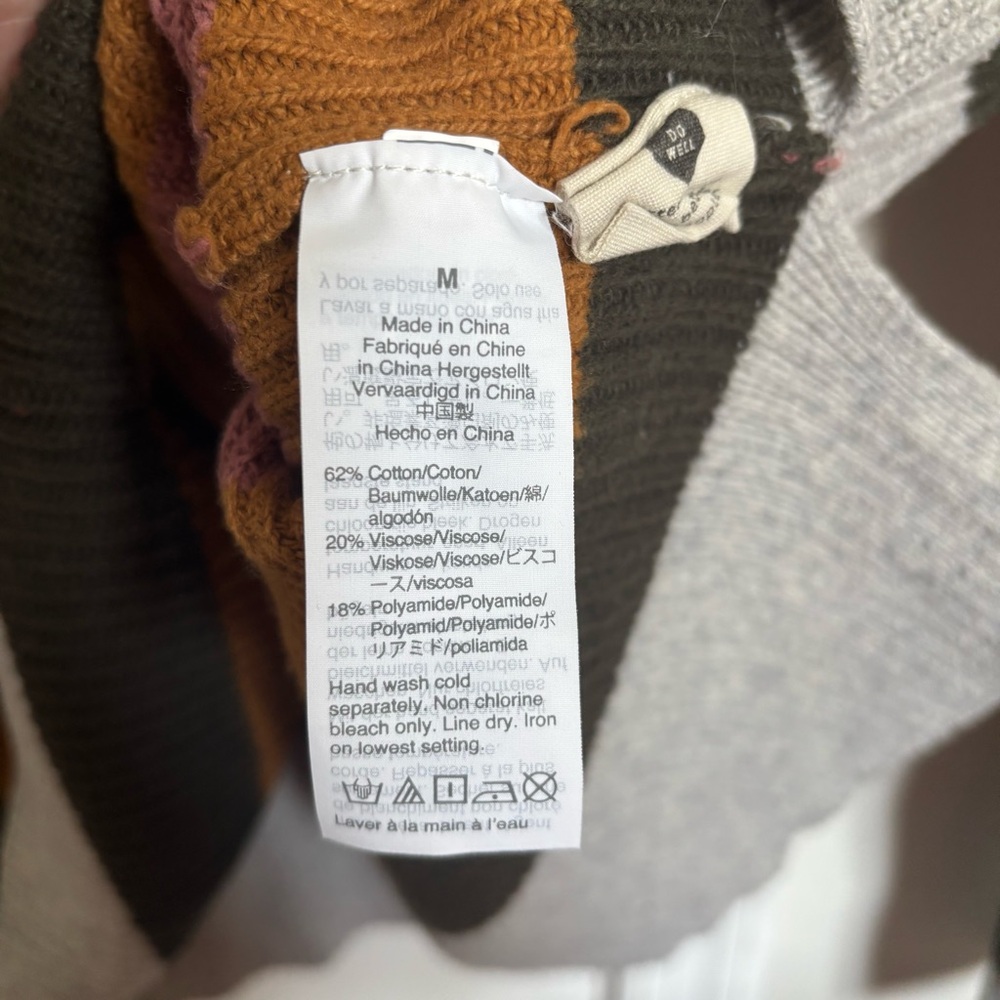 DO
WELL
M
Made in China
Fabriqué en Chine
in China Hergestellt
Vervaardigd in China
中国製
Hecho en China
62% Cotton/Coton/
Baumwolle/Katoen/綿/
algodón
20% Viscose/Viscose/
Viskose/Viscose/ビスコ
ース/viscosa
18% Polyamide/Polyamide/
Polyamid/Polyamide/ポ
リアミド/poliamida
Hand wash cold
separately. Non chlorine
bleach only. Line dry. Iron
on lowest setting.
Laver à la main à l'eau